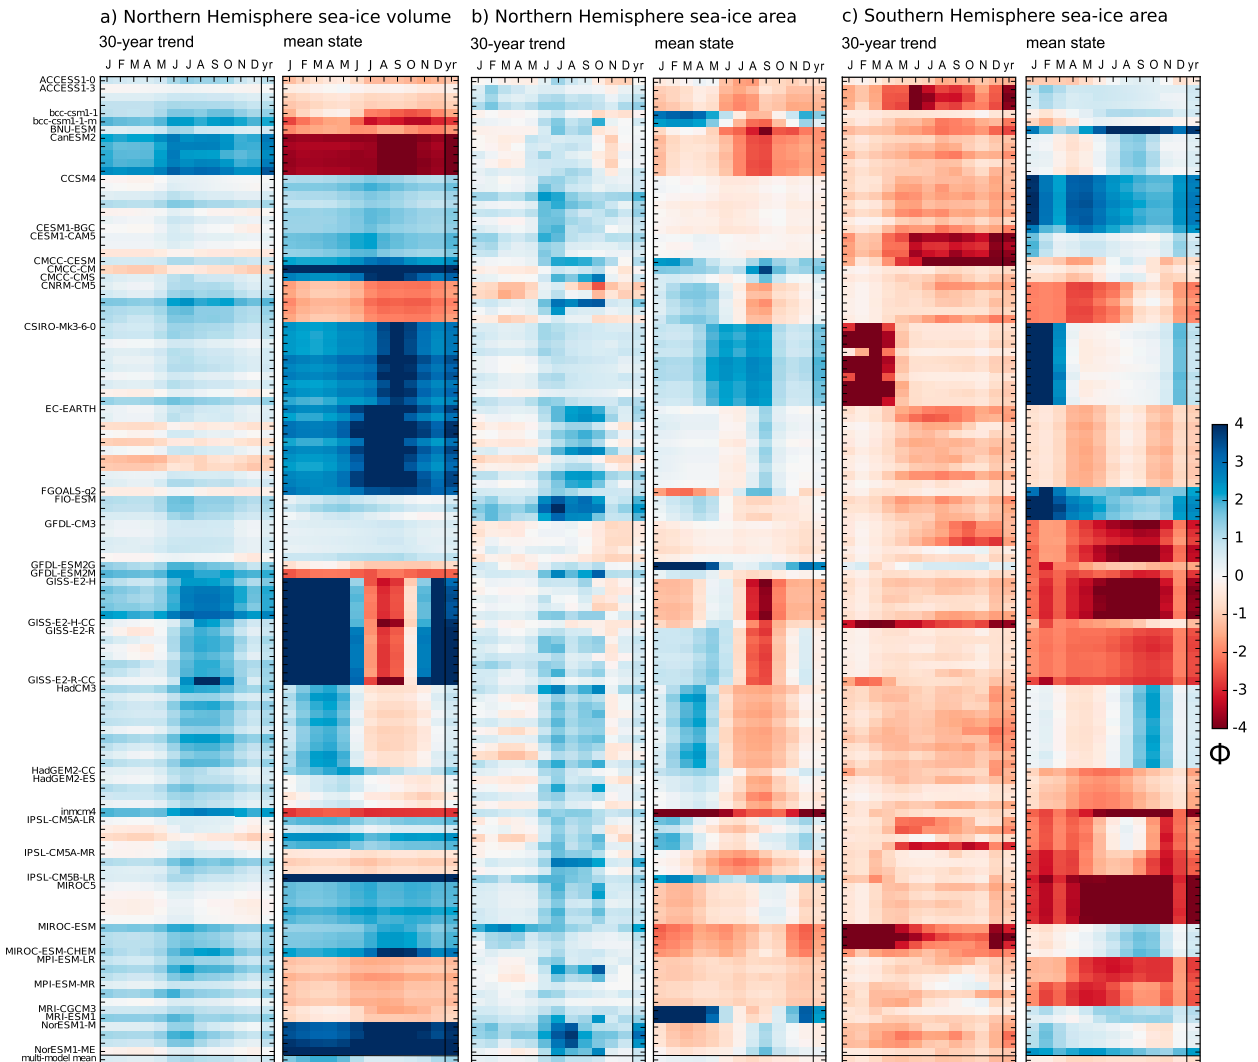 a) Northern Hemisphere sea-ice volume
30-year trend
mean state
J F M A M J J A S O N D yr
J F M A M J J A S O N D yr
b) Northern Hemisphere sea-ice area
30-year trend
mean state
J F M A M J J A S O N D yr
J F M A M J J A S O N D yr
c) Southern Hemisphere sea-ice area
30-year trend
mean state
J F M A M J J A S O N D yr
J F M A M J J A S O N D yr
ACCESS1-0
ACCESS1-3
bcc-csm1-1
bcc-csm1-1-m
BNU-ESM
CanESM2
CCSM4
CESM1-BGC
CESM1-CAM5
CMCC-CESM
CMCC-CM
CMCC-CMS
CNRM-CM5
CSIRO-Mk3-6-0
EC-EARTH
FGOALS-g2
FIO-ESM
GFDL-CM3
GFDL-ESM2G
GFDL-ESM2M
GISS-E2-H
GISS-E2-H-CC
GISS-E2-R
GISS-E2-R-CC
HadCM3
HadGEM2-CC
HadGEM2-ES
inmcm4
IPSL-CM5A-LR
IPSL-CM5A-MR
IPSL-CM5B-LR
MIROC5
MIROC-ESM
MIROC-ESM-CHEM
MPI-ESM-LR
MPI-ESM-MR
MRI-CGCM3
MRI-ESM1
NorESM1-M
NorESM1-ME
multi-model mean
4
3
2
1
0
-1
-2
-3
-4
Φ